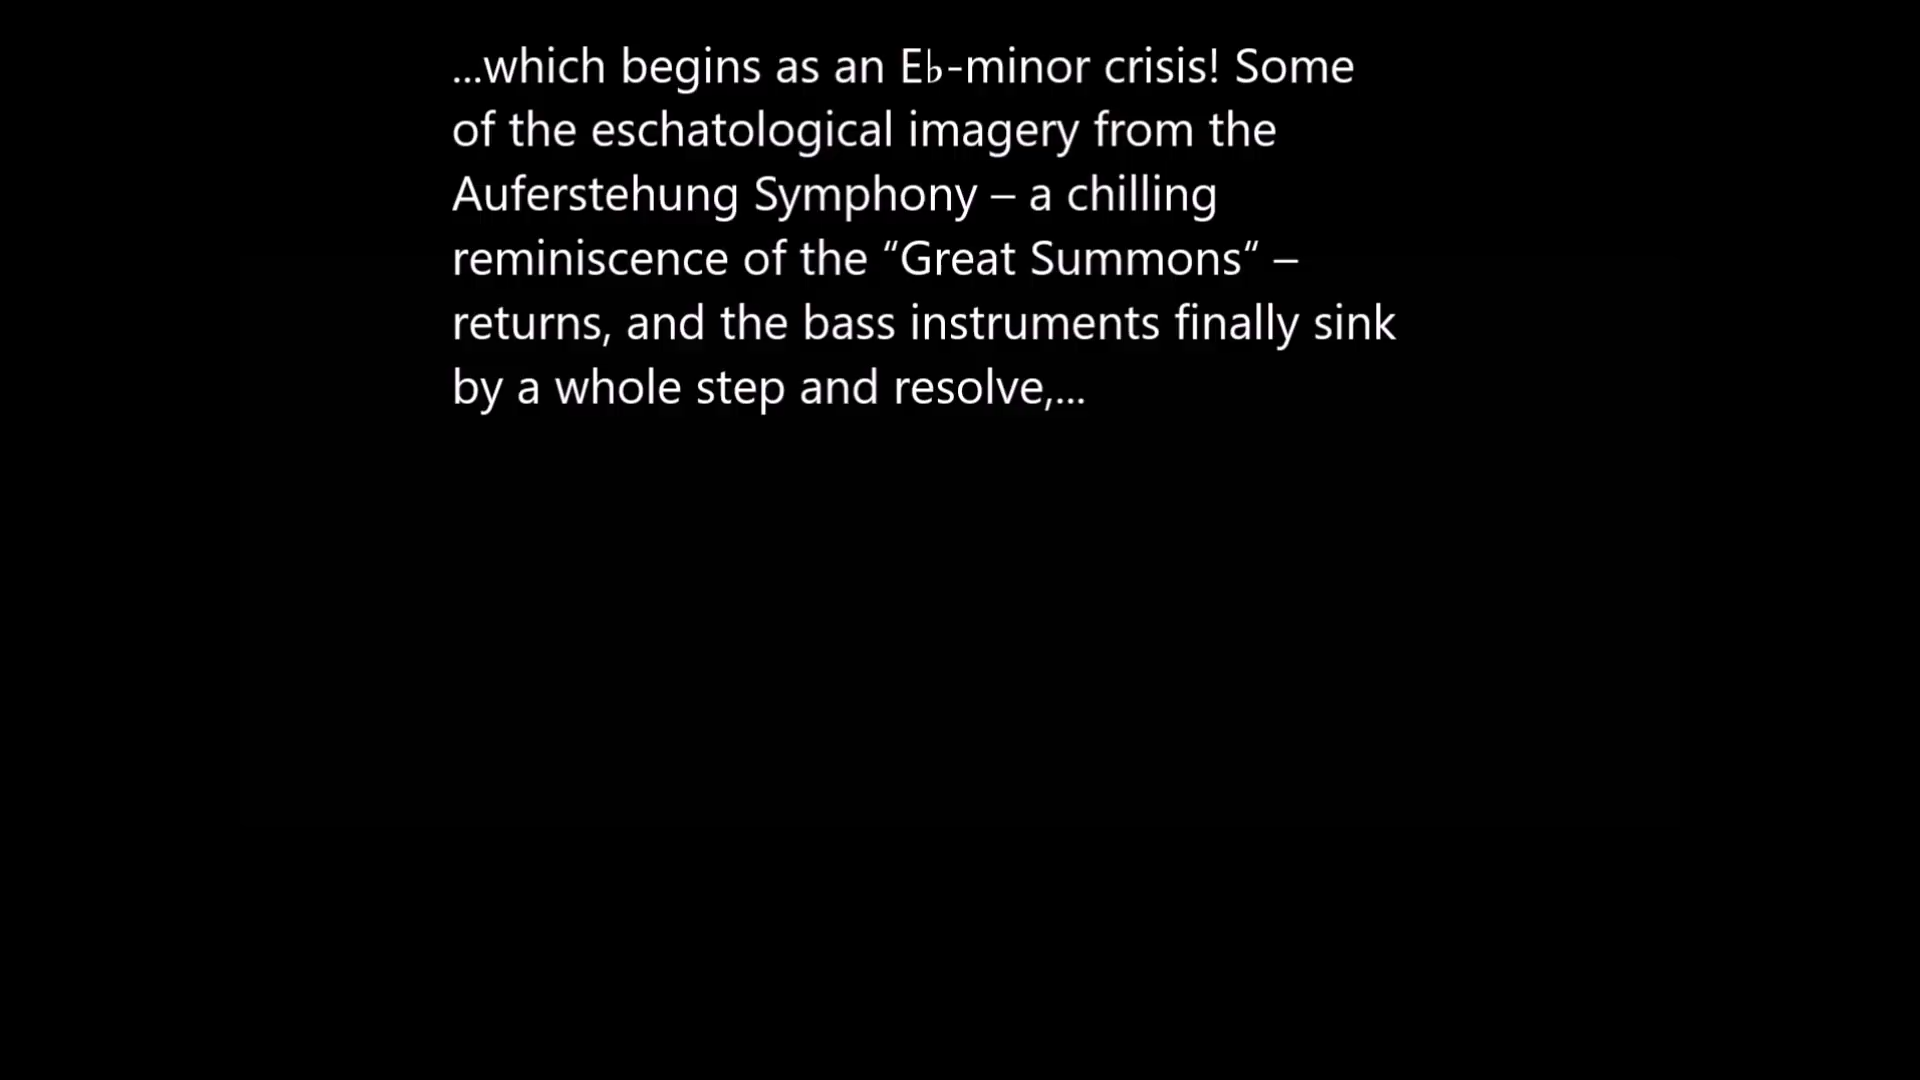 ...which begins as an E♭-minor crisis! Some
of the eschatological imagery from the
Auferstehung Symphony – a chilling
reminiscence of the “Great Summons“ –
returns, and the bass instruments finally sink
by a whole step and resolve,...